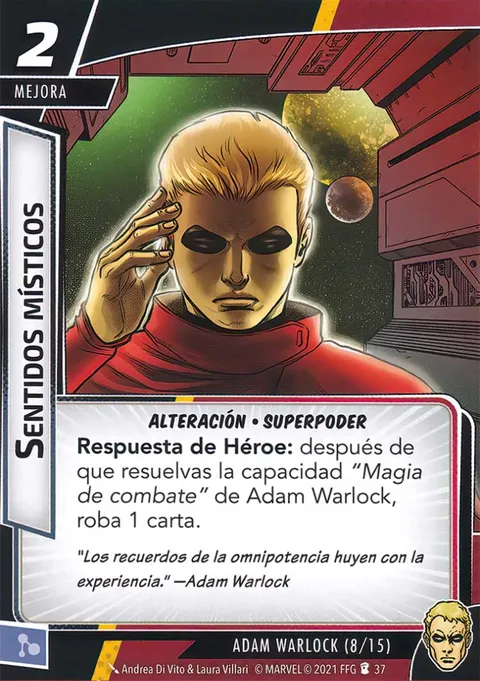 2
MEJORA
SENTIDOS MÍSTICOS
ALTERACIÓN • SUPERPODER
Respuesta de Héroe: después de
que resuelvas la capacidad “Magia
de combate” de Adam Warlock,
roba 1 carta.
"Los recuerdos de la omnipotencia huyen con la
experiencia." —Adam Warlock
ADAM WARLOCK (8/15)
Andrea Di Vito & Laura Villari © MARVEL © 2021 FFG 37